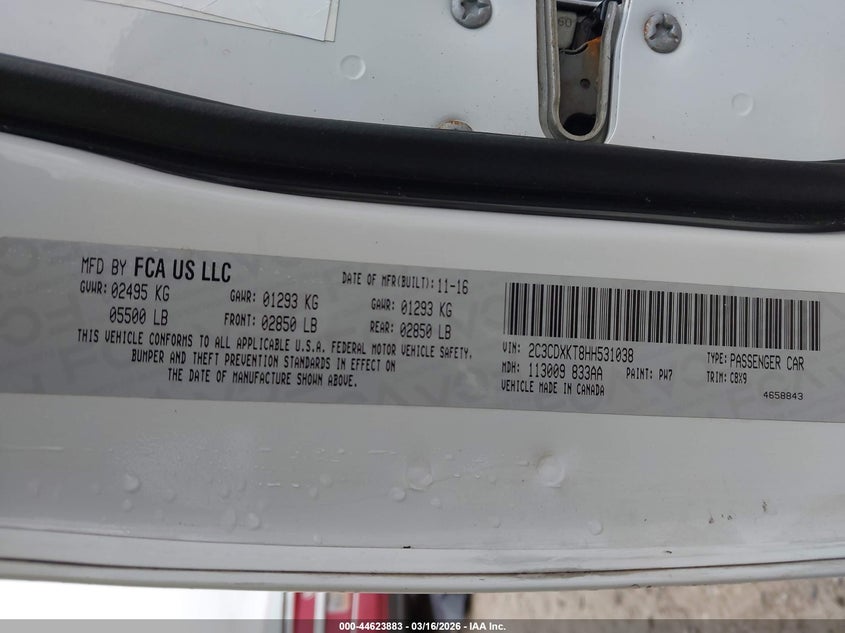 60
MFD BY FCA US LLC
DATE OF MFR(BUILT): 11-16
GVWR: 02495 KG
GAWR: 01293 KG
GAWR: 01293 KG
05500 LB
FRONT: 02850 LB
REAR: 02850 LB
THIS VEHICLE CONFORMS TO ALL APPLICABLE U.S.A. FEDERAL MOTOR VEHICLE SAFETY,
BUMPER AND THEFT PREVENTION STANDARDS IN EFFECT ON
THE DATE OF MANUFACTURE SHOWN ABOVE.
VIN: 2C3CDXKT8HH531038
TYPE: PASSENGER CAR
MDH: 113009 833AA
PAINT: PW7
TRIM: CBX9
VEHICLE MADE IN CANADA
4658843
000-44623883 - 03/16/2026 - IAA Inc.